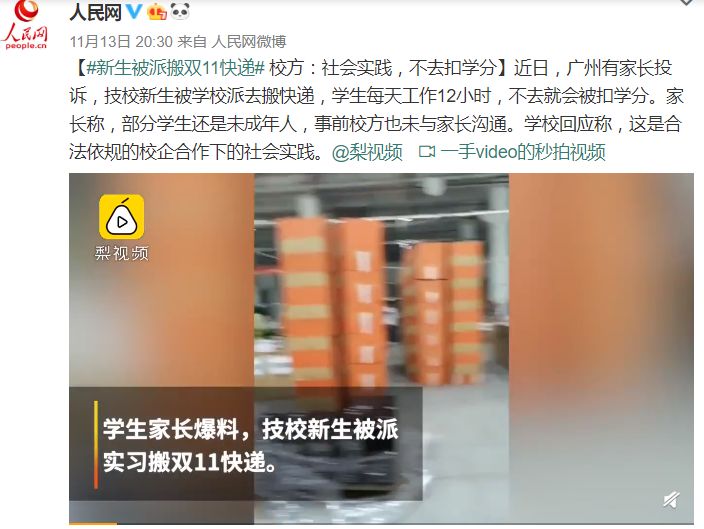 人民网
people.cn
人民网
11月13日 20:30 来自 人民网微博
【#新生被派搬双11快递# 校方：社会实践，不去扣学分】近日，广州有家长投
诉，技校新生被学校派去搬快递，学生每天工作12小时，不去就会被扣学分。家
长称，部分学生还是未成年人，事前校方也未与家长沟通。学校回应称，这是合
法依规的校企合作下的社会实践。@梨视频 一手video的秒拍视频
梨视频
学生家长爆料，技校新生被派
实习搬双11快递。